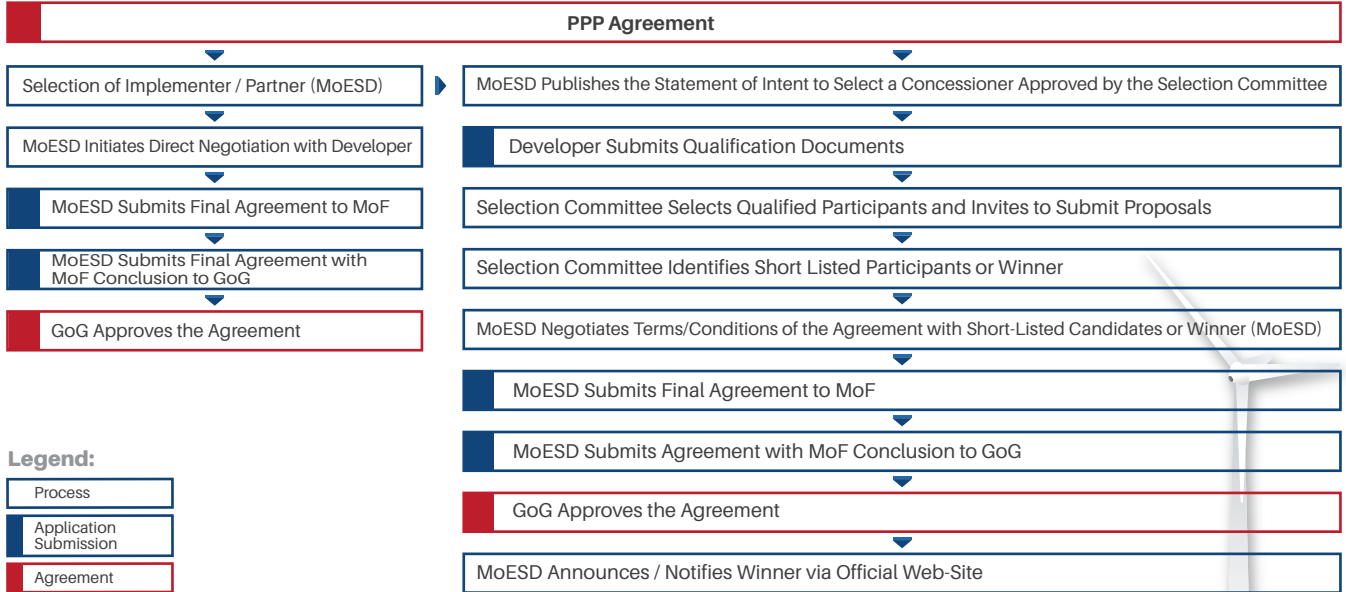 PPP Agreement
Selection of Implementer / Partner (MoESD)
MoESD Initiates Direct Negotiation with Developer
MoESD Submits Final Agreement to MoF
MoESD Submits Final Agreement with
MoF Conclusion to GoG
GoG Approves the Agreement
MoESD Publishes the Statement of Intent to Select a Concessioner Approved by the Selection Committee
Developer Submits Qualification Documents
Selection Committee Selects Qualified Participants and Invites to Submit Proposals
Selection Committee Identifies Short Listed Participants or Winner
MoESD Negotiates Terms/Conditions of the Agreement with Short-Listed Candidates or Winner (MoESD)
MoESD Submits Final Agreement to MoF
MoESD Submits Agreement with MoF Conclusion to GoG
GoG Approves the Agreement
MoESD Announces / Notifies Winner via Official Web-Site
Legend:
Process
Application
Submission
Agreement